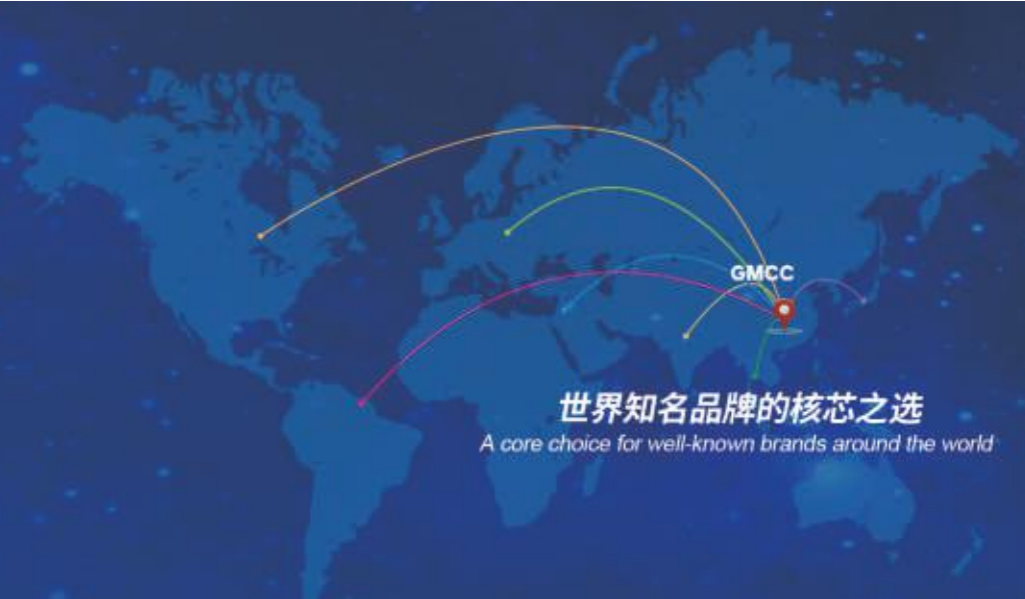 GMCC
世界知名品牌的核芯之选
A core choice for well-known brands around the world